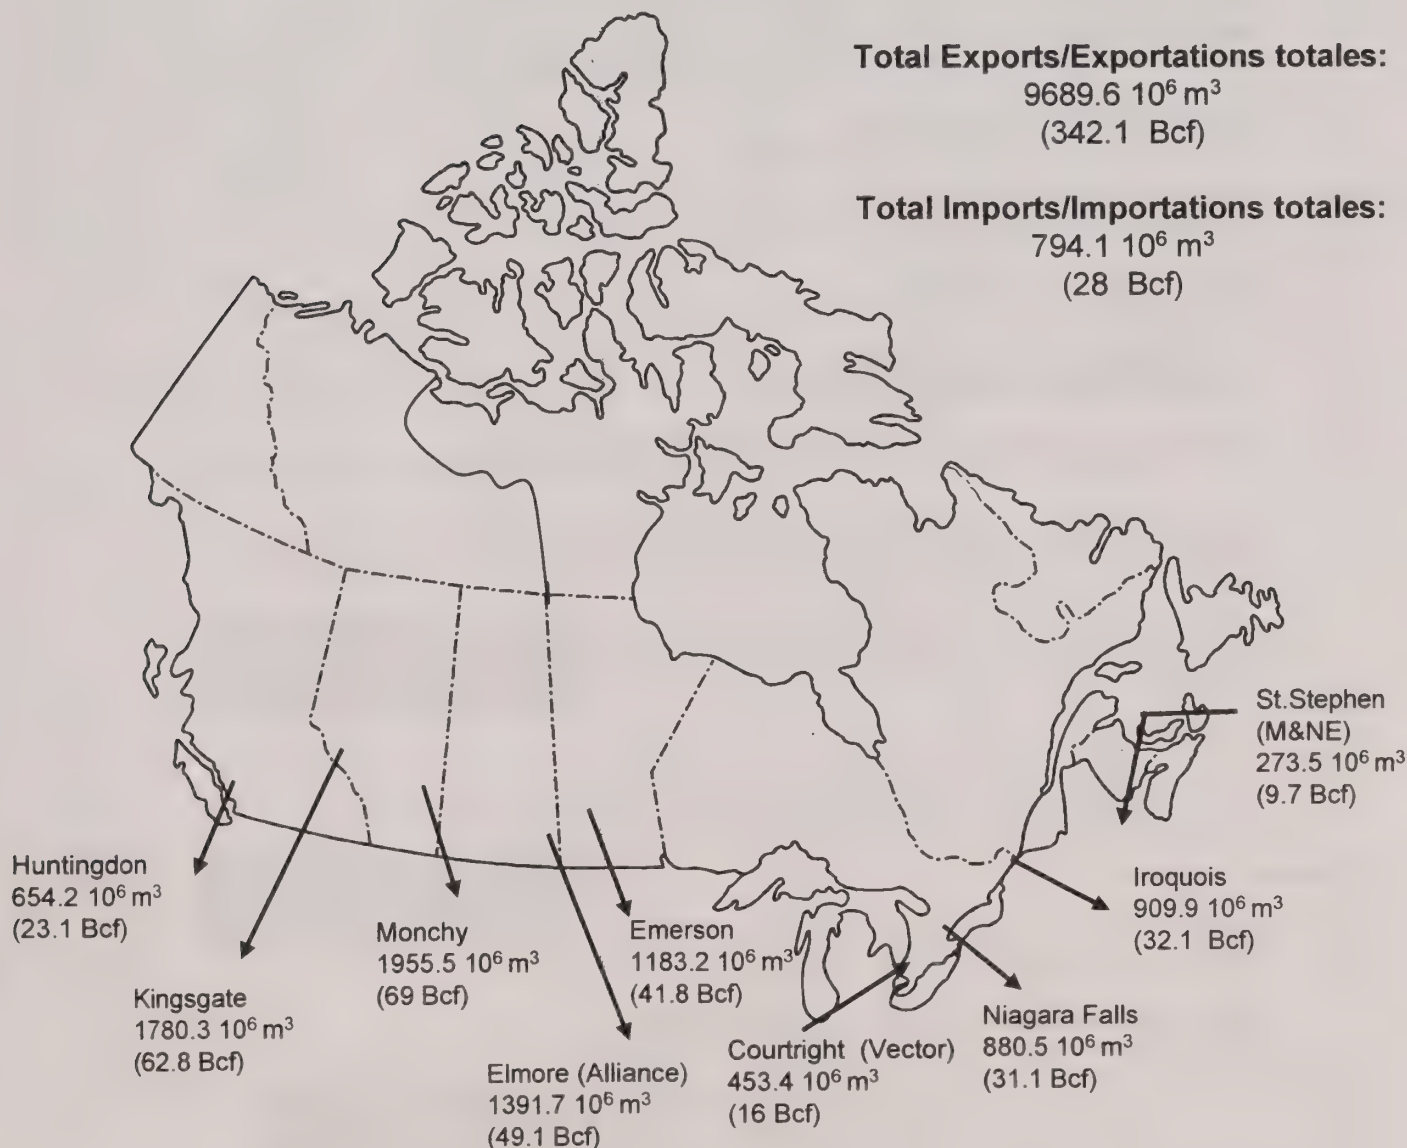 Total Exports/Exportations totales:
9689.6 10⁶ m³
(342.1 Bcf)
Total Imports/Importations totales:
794.1 10⁶ m³
(28 Bcf)
St.Stephen
(M&NE)
273.5 10⁶ m³
(9.7 Bcf)
Huntingdon
654.2 10⁶ m³
(23.1 Bcf)
Kingsgate
1780.3 10⁶ m³
(62.8 Bcf)
Monchy
1955.5 10⁶ m³
(69 Bcf)
Elmore (Alliance)
1391.7 10⁶ m³
(49.1 Bcf)
Emerson
1183.2 10⁶ m³
(41.8 Bcf)
Courtright (Vector)
453.4 10⁶ m³
(16 Bcf)
Niagara Falls
880.5 10⁶ m³
(31.1 Bcf)
Iroquois
909.9 10⁶ m³
(32.1 Bcf)